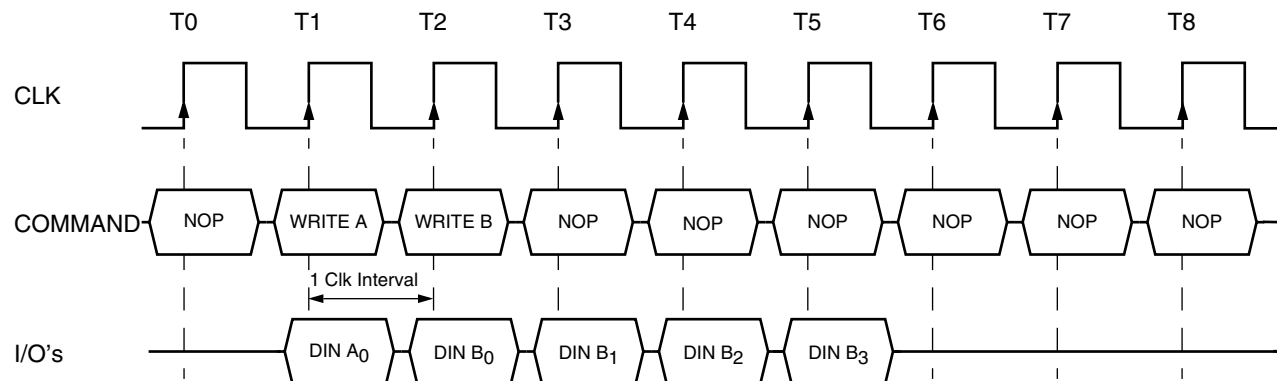 T0 T1 T2 T3 T4 T5 T6 T7 T8
CLK
COMMAND NOP WRITE A WRITE B NOP NOP NOP NOP NOP NOP
1 Clk Interval
I/O's DIN A0 DIN B0 DIN B1 DIN B2 DIN B3